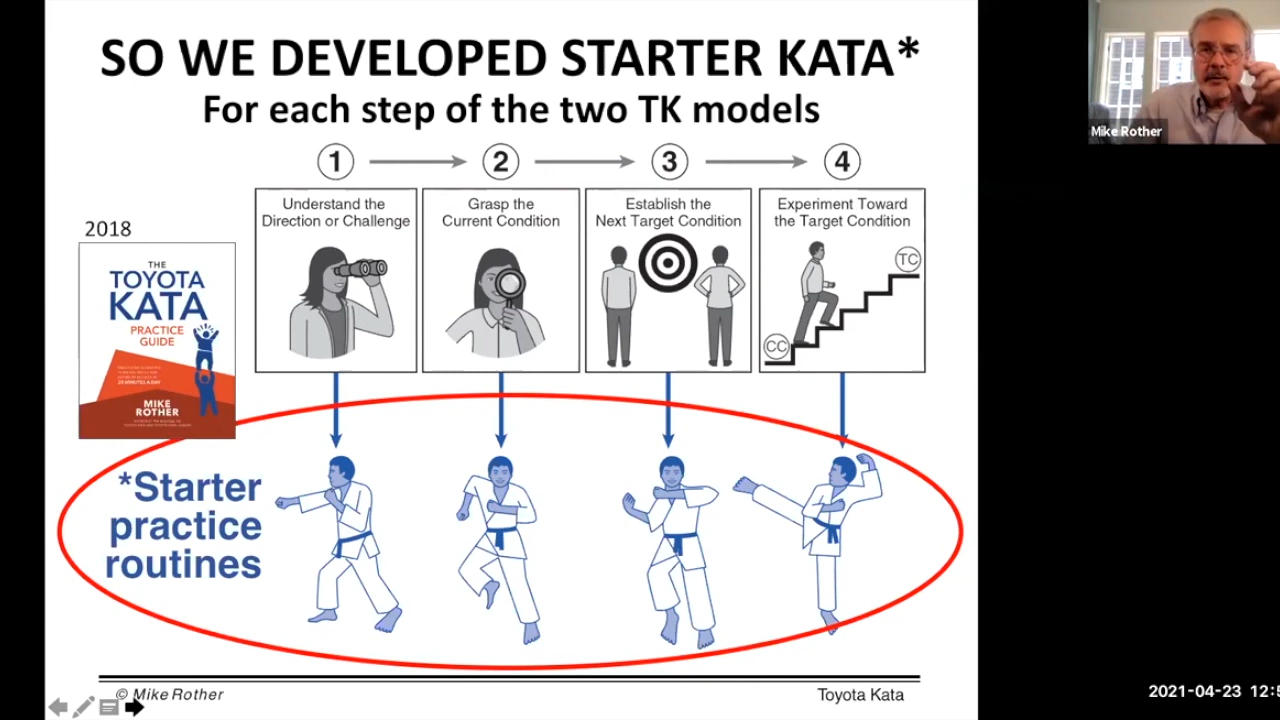 SO WE DEVELOPED STARTER KATA*
For each step of the two TK models
1
2
3
4
Understand the
Direction or Challenge
Grasp the
Current Condition
Establish the
Next Target Condition
Experiment Toward
the Target Condition
TC
CC
2018
THE
TOYOTA
KATA
PRACTICE
GUIDE
20 MINUTES A DAY
MIKE
ROTHER
*Starter
practice
routines
© Mike Rother
Toyota Kata
Mike Rother
2021-04-23 12:5